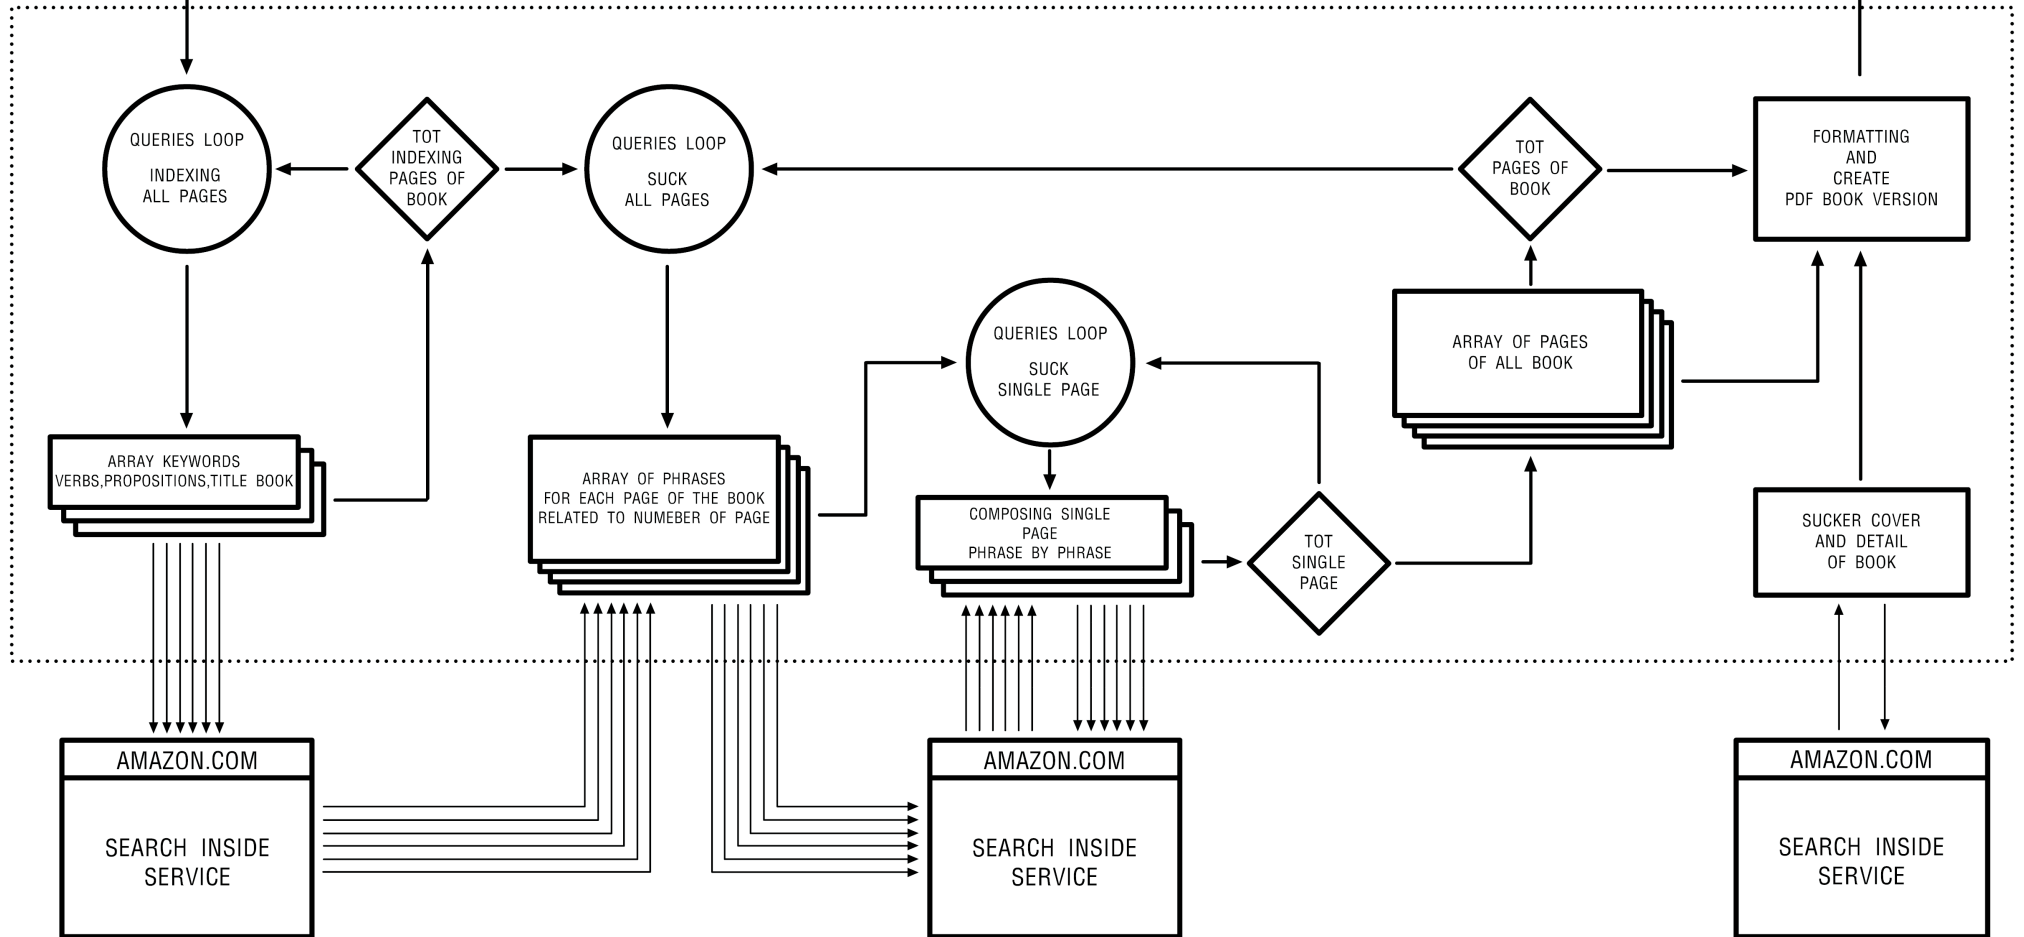 QUERIES LOOP
INDEXING
ALL PAGES
TOT
INDEXING
PAGES OF
BOOK
QUERIES LOOP
SUCK
ALL PAGES
TOT
PAGES OF
BOOK
FORMATTING
AND
CREATE
PDF BOOK VERSION
QUERIES LOOP
SUCK
SINGLE PAGE
ARRAY OF PAGES
OF ALL BOOK
ARRAY KEYWORDS
VERBS,PROPOSITIONS,TITLE BOOK
ARRAY OF PHRASES
FOR EACH PAGE OF THE BOOK
RELATED TO NUMEBER OF PAGE
COMPOSING SINGLE
PAGE
PHRASE BY PHRASE
TOT
SINGLE
PAGE
SUCKER COVER
AND DETAIL
OF BOOK
AMAZON.COM
SEARCH INSIDE
SERVICE
AMAZON.COM
SEARCH INSIDE
SERVICE
AMAZON.COM
SEARCH INSIDE
SERVICE